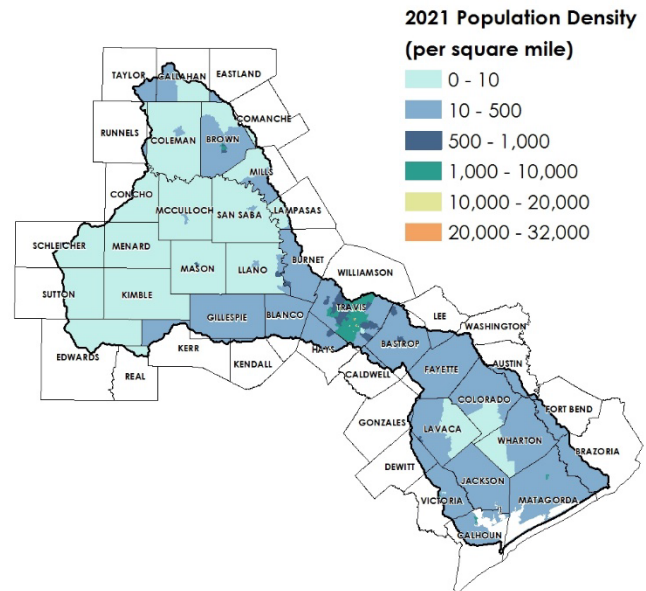 2021 Population Density
(per square mile)
0 - 10
10 - 500
500 - 1,000
1,000 - 10,000
10,000 - 20,000
20,000 - 32,000
TAYLOR
CALLAHAN
EASTLAND
RUNNELS
COLEMAN
BROWN
COMANCHE
MILLS
CONCHO
MCCULLOCH
SAN SABA
LAMPASAS
SCHLEICHER
MENARD
MASON
LLANO
BURNET
WILLIAMSON
SUTTON
KIMBLE
GILLESPIE
BLANCO
TRAVIS
LEE
WASHINGTON
EDWARDS
REAL
KERR
KENDALL
HAYS
CALDWELL
BASTROP
FAYETTE
AUSTIN
COLORADO
FORT BEND
GONZALES
LAVACA
WHARTON
BRAZORIA
DEWITT
JACKSON
VICTORIA
MATAGORDA
CALHOUN